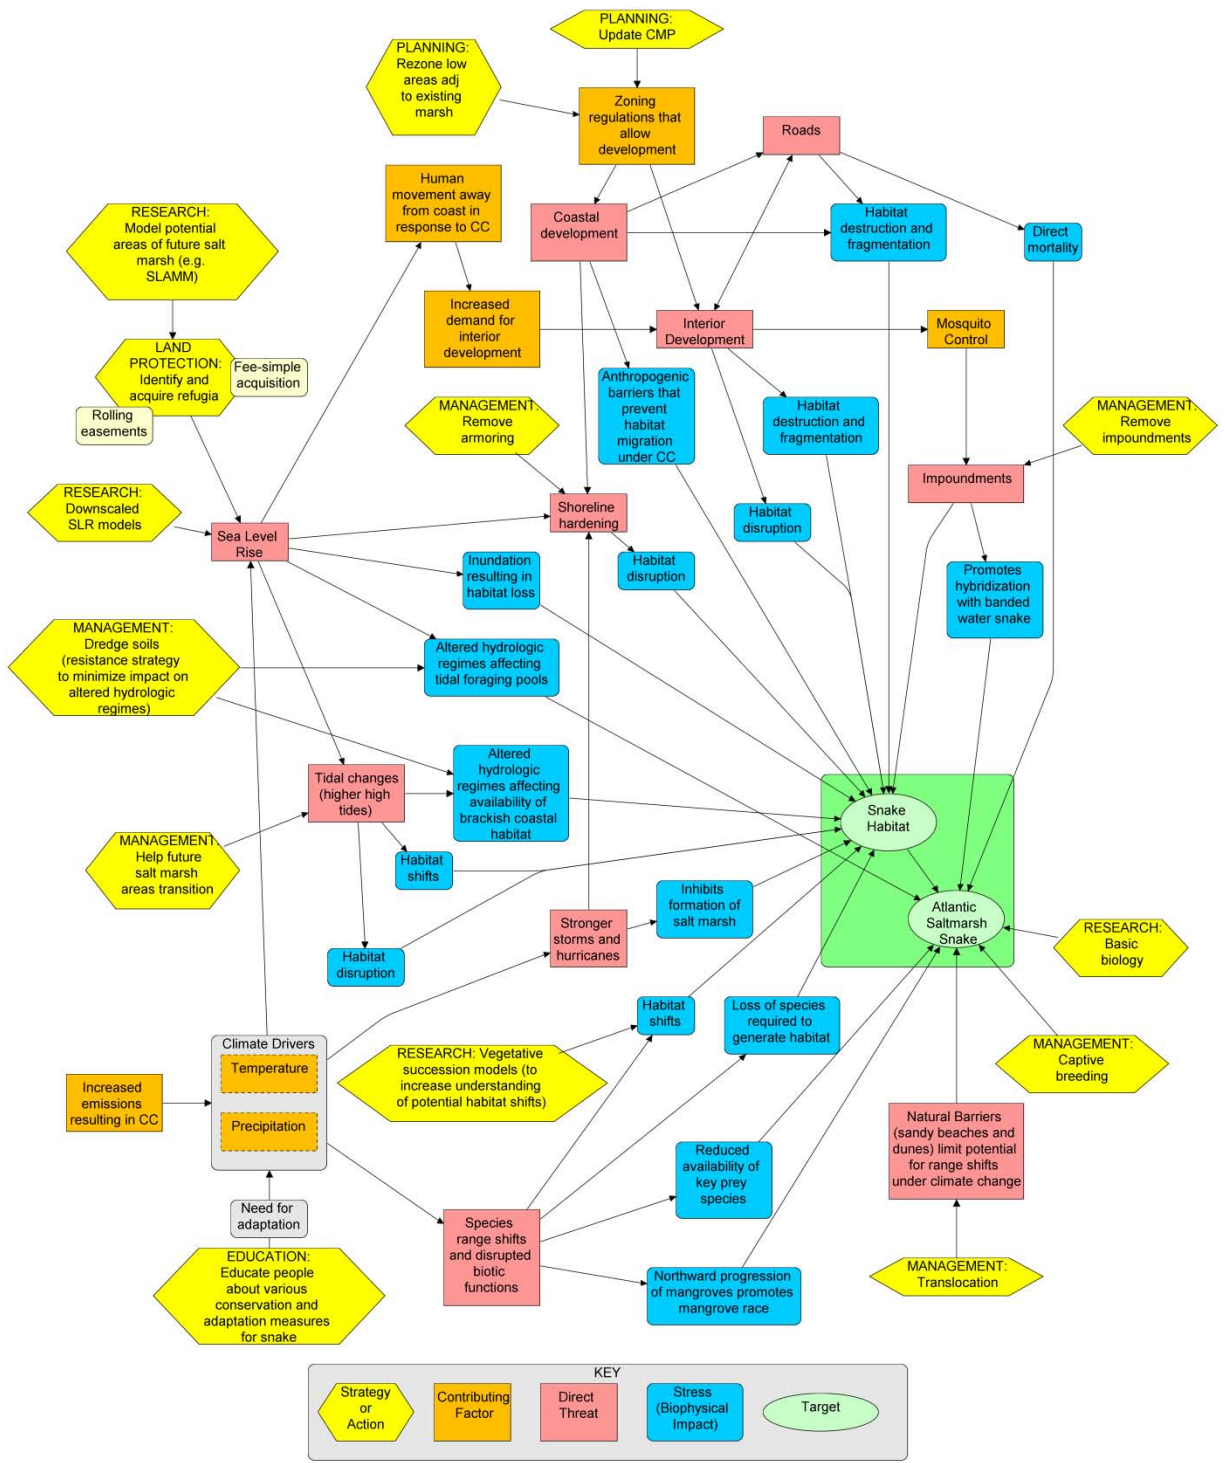 PLANNING:
Update CMP
PLANNING:
Rezone low
areas adj
to existing
marsh
Zoning
regulations that
allow
development
Roads
Human
movement away
from coast in
response to CC
RESEARCH:
Model potential
areas of future salt
marsh (e.g.
SLAMM)
Coastal
development
Habitat
destruction and
fragmentation
Direct
mortality
Increased
demand for
interior
development
Interior
Development
Mosquito
Control
LAND
PROTECTION:
Identify and
acquire refugia
Fee-simple
acquisition
Rolling
easements
Anthropogenic
barriers that
prevent
habitat
migration
under CC
Habitat
destruction and
fragmentation
MANAGEMENT:
Remove
armoring
MANAGEMENT:
Remove
impoundments
Impoundments
RESEARCH:
Downscaled
SLR models
Sea Level
Rise
Shoreline
hardening
Habitat
disruption
Inundation
resulting in
habitat loss
Habitat
disruption
Promotes
hybridization
with banded
water snake
MANAGEMENT:
Dredge soils
(resistance strategy
to minimize impact on
altered hydrologic
regimes)
Altered hydrologic
regimes affecting
tidal foraging pools
Tidal changes
(higher high
tides)
Altered
hydrologic
regimes affecting
availability of
brackish coastal
habitat
Snake
Habitat
MANAGEMENT:
Help future
salt marsh
areas transition
Habitat
shifts
Inhibits
formation of
salt marsh
Atlantic
Saltmarsh
Snake
Stronger
storms and
hurricanes
Habitat
disruption
RESEARCH:
Basic
biology
Habitat
shifts
Loss of species
required to
generate habitat
Climate Drivers
Temperature
Precipitation
Increased
emissions
resulting in CC
RESEARCH: Vegetative
succession models (to
increase understanding
of potential habitat shifts)
MANAGEMENT:
Captive
breeding
Natural Barriers
(sandy beaches and
dunes) limit potential
for range shifts
under climate change
Reduced
availability of
key prey
species
Need for
adaptation
Species
range shifts
and disrupted
biotic
functions
EDUCATION:
Educate people
about various
conservation and
adaptation measures
for snake
Northward progression
of mangroves promotes
mangrove race
MANAGEMENT:
Translocation
KEY
Strategy
or
Action
Contributing
Factor
Direct
Threat
Stress
(Biophysical
Impact)
Target